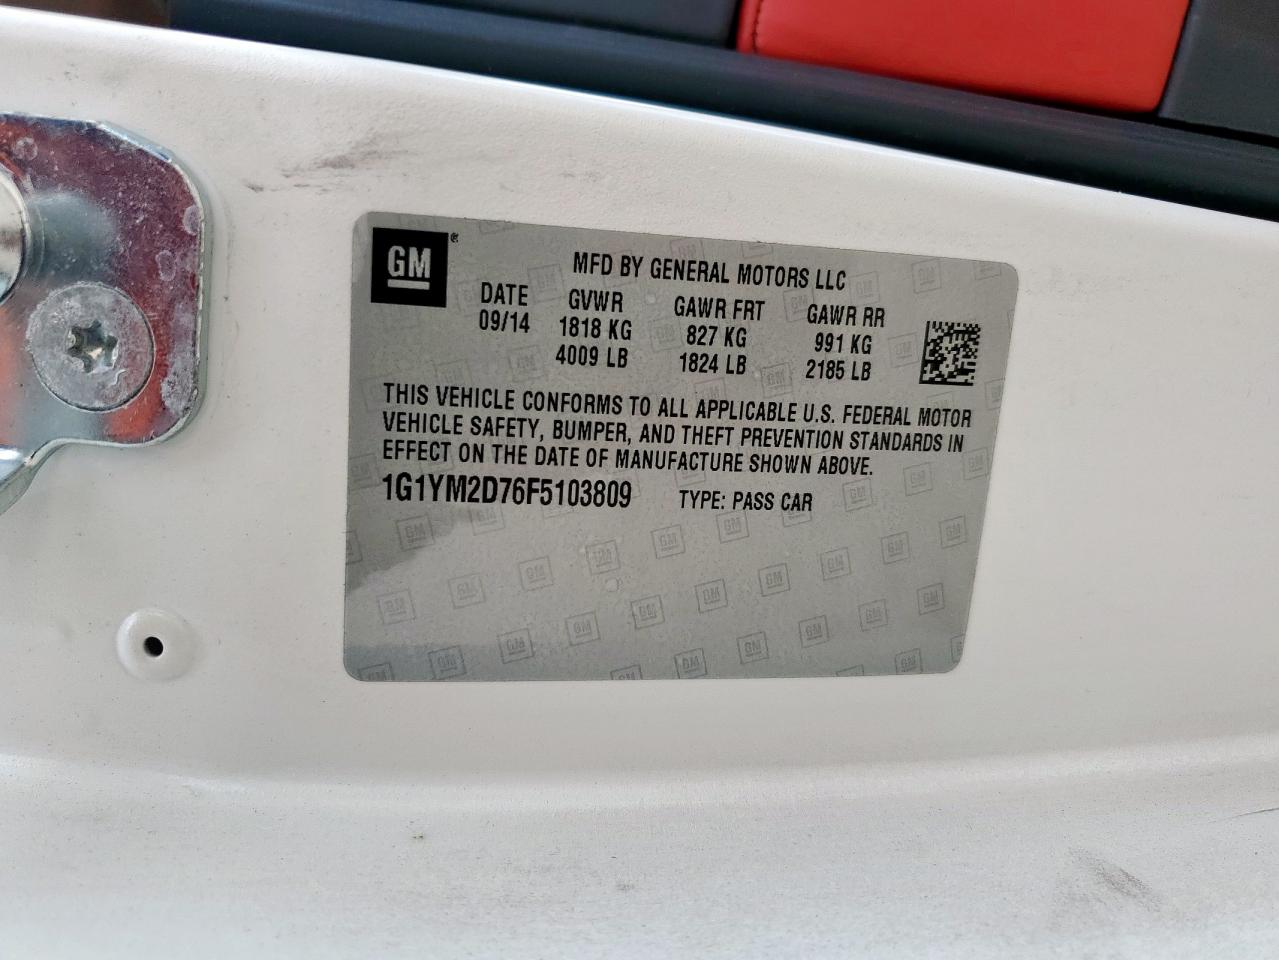 GM®
MFD BY GENERAL MOTORS LLC
DATE GVWR GAWR FRT GAWR RR
09/14 1818 KG 827 KG 991 KG
4009 LB 1824 LB 2185 LB
THIS VEHICLE CONFORMS TO ALL APPLICABLE U.S. FEDERAL MOTOR
VEHICLE SAFETY, BUMPER, AND THEFT PREVENTION STANDARDS IN
EFFECT ON THE DATE OF MANUFACTURE SHOWN ABOVE.
1G1YM2D76F5103809 TYPE: PASS CAR